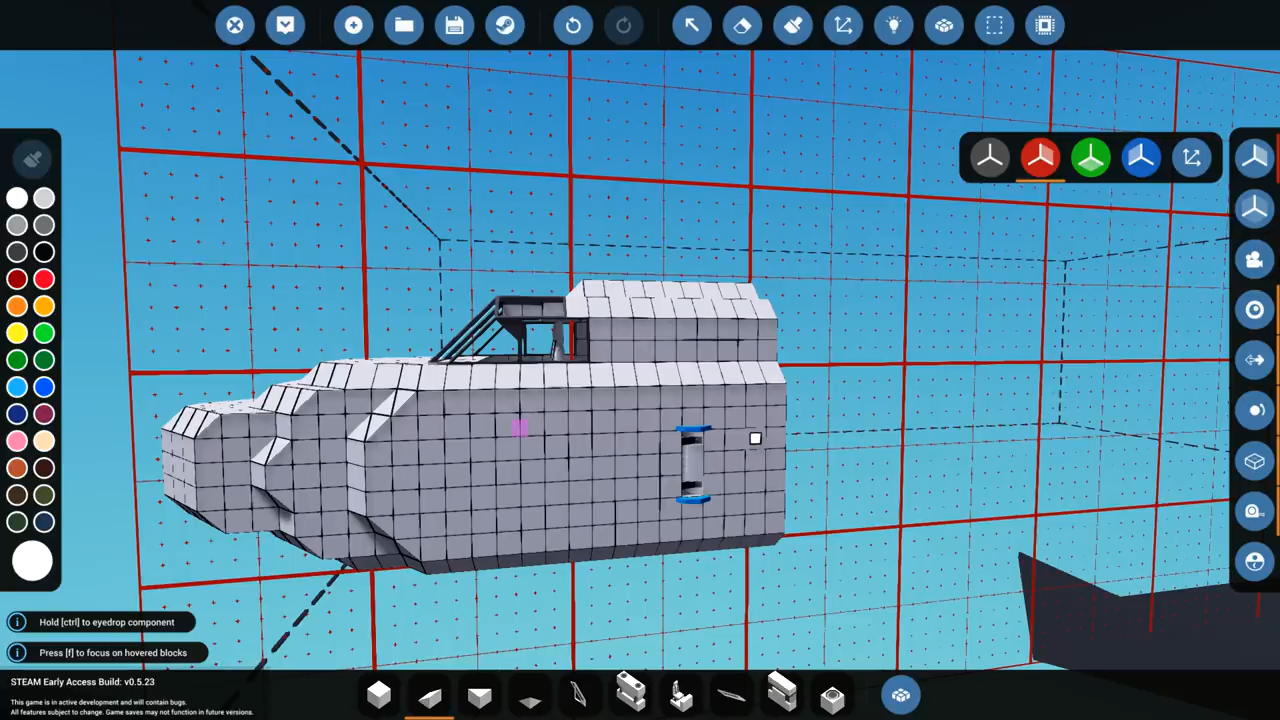 Hold [ctrl] to eyedrop component
Press [f] to focus on hovered blocks
STEAM Early Access Build: v0.5.23
This game is in active development and will contain bugs.
All features subject to change. Game saves may not function in future versions.